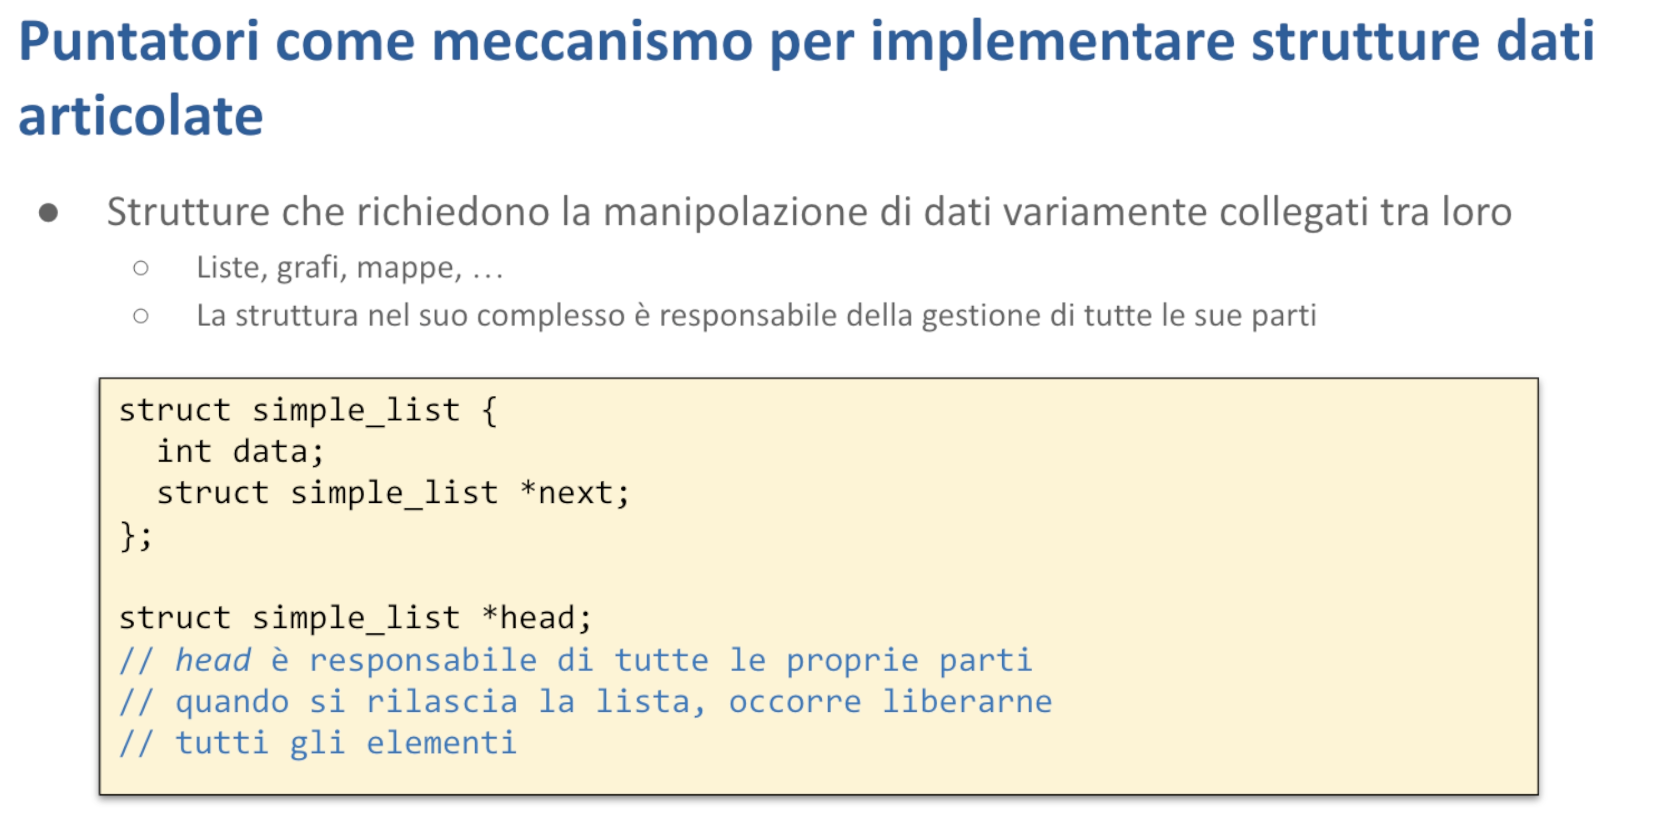 Puntatori come meccanismo per implementare strutture dati
articolate
● Strutture che richiedono la manipolazione di dati variamente collegati tra loro
○ Liste, grafi, mappe, …
○ La struttura nel suo complesso è responsabile della gestione di tutte le sue parti
struct simple_list {
  int data;
  struct simple_list *next;
};
struct simple_list *head;
// head è responsabile di tutte le proprie parti
// quando si rilascia la lista, occorre liberarne
// tutti gli elementi